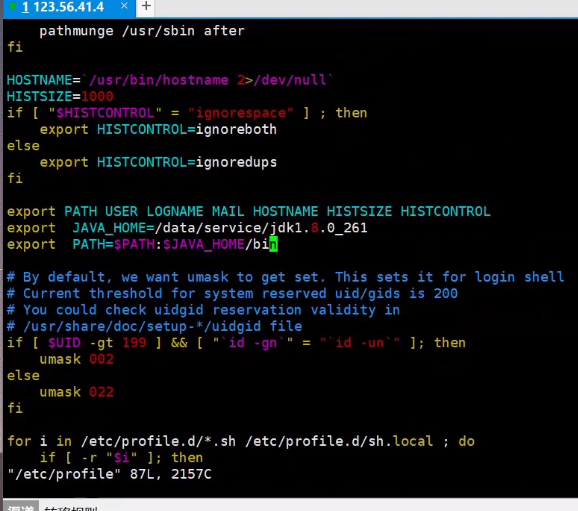 1 123.56.41.4 × +
pathmunge /usr/sbin after
fi
HOSTNAME=`/usr/bin/hostname 2>/dev/null`
HISTSIZE=1000
if [ "$HISTCONTROL" = "ignorespace" ] ; then
export HISTCONTROL=ignoreboth
else
export HISTCONTROL=ignoredups
fi
export PATH USER LOGNAME MAIL HOSTNAME HISTSIZE HISTCONTROL
export  JAVA_HOME=/data/service/jdk1.8.0_261
export  PATH=$PATH:$JAVA_HOME/bin
# By default, we want umask to get set. This sets it for login shell
# Current threshold for system reserved uid/gids is 200
# You could check uidgid reservation validity in
# /usr/share/doc/setup-*/uidgid file
if [ $UID -gt 199 ] && [ "`id -gn`" = "`id -un`" ]; then
umask 002
else
umask 022
fi
for i in /etc/profile.d/*.sh /etc/profile.d/sh.local ; do
if [ -r "$i" ]; then
"/etc/profile" 87L, 2157C